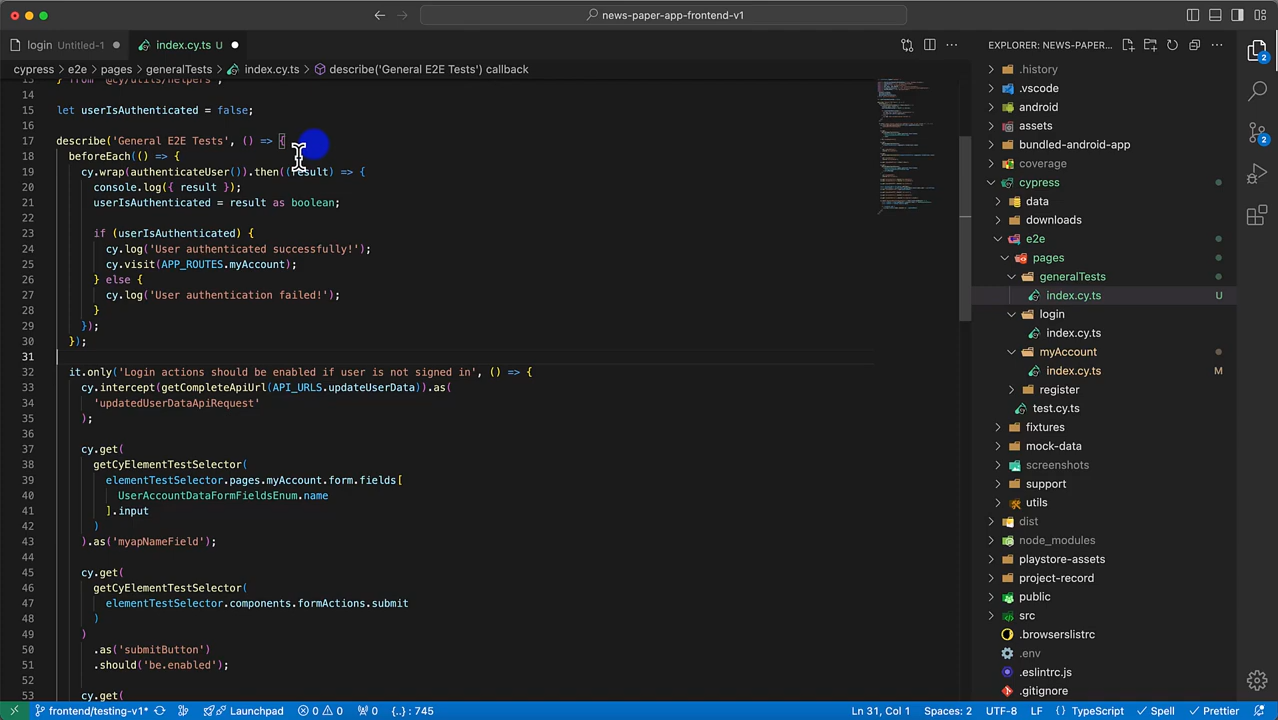 news-paper-app-frontend-v1
login Untitled-1
index.cy.ts
EXPLORER: NEWS-PAPER...
cypress > e2e > pages > generalTests > index.cy.ts > describe('General E2E Tests') callback
13 } from '@cy/utils/helpers';
14
15 let userIsAuthenticated = false;
16
17 describe('General E2E Tests', () => {
18 beforeEach(() => {
19 cy.wrap(authenticateUser()).then((result) => {
20 console.log({ result });
21 userIsAuthenticated = result as boolean;
22
23 if (userIsAuthenticated) {
24 cy.log('User authenticated successfully!');
25 cy.visit(APP_ROUTES.myAccount);
26 } else {
27 cy.log('User authentication failed!');
28 }
29 });
30 });
31
32 it.only('Login actions should be enabled if user is not signed in', () => {
33 cy.intercept(getCompleteApiUrl(API_URLS.updateUserData)).as(
34 'updatedUserDataApiRequest'
35 );
36
37 cy.get(
38 getCyElementTestSelector(
39 elementTestSelector.pages.myAccount.form.fields[
40 UserAccountDataFormFieldsEnum.name
41 ].input
42 )
43 ).as('myapNameField');
44
45 cy.get(
46 getCyElementTestSelector(
47 elementTestSelector.components.formActions.submit
48 )
49 )
50 .as('submitButton')
51 .should('be.enabled');
52
53 cy.get(
.history
.vscode
android
assets
bundled-android-app
coverage
cypress
data
downloads
e2e
pages
generalTests
index.cy.ts U
login
index.cy.ts
myAccount
index.cy.ts M
register
test.cy.ts
fixtures
mock-data
screenshots
support
utils
dist
node_modules
playstore-assets
project-record
public
src
.browserslistrc
.env
.eslintrc.js
.gitignore
2
2
frontend/testing-v1* Launchpad 0 0 0 {..} : 745 Ln 31, Col 1 Spaces: 2 UTF-8 LF {} TypeScript Spell Prettier